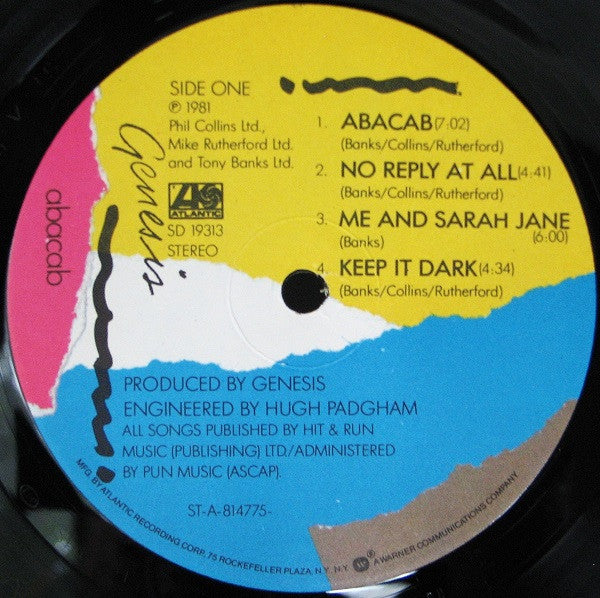 SIDE ONE
℗ 1981
Phil Collins Ltd.,
Mike Rutherford Ltd.
and Tony Banks Ltd.
ATLANTIC
SD 19313
STEREO
Genesis
abacab
1. ABACAB (7:02)
(Banks/Collins/Rutherford)
2. NO REPLY AT ALL (4:41)
(Banks/Collins/Rutherford)
3. ME AND SARAH JANE
(Banks) (6:00)
4. KEEP IT DARK (4:34)
(Banks/Collins/Rutherford)
PRODUCED BY GENESIS
ENGINEERED BY HUGH PADGHAM
ALL SONGS PUBLISHED BY HIT & RUN
MUSIC (PUBLISHING) LTD./ADMINISTERED
BY PUN MUSIC (ASCAP).
ST-A-814775-
MFG. BY ATLANTIC RECORDING CORP., 75 ROCKEFELLER PLAZA, N.Y., N.Y. ® A WARNER COMMUNICATIONS COMPANY